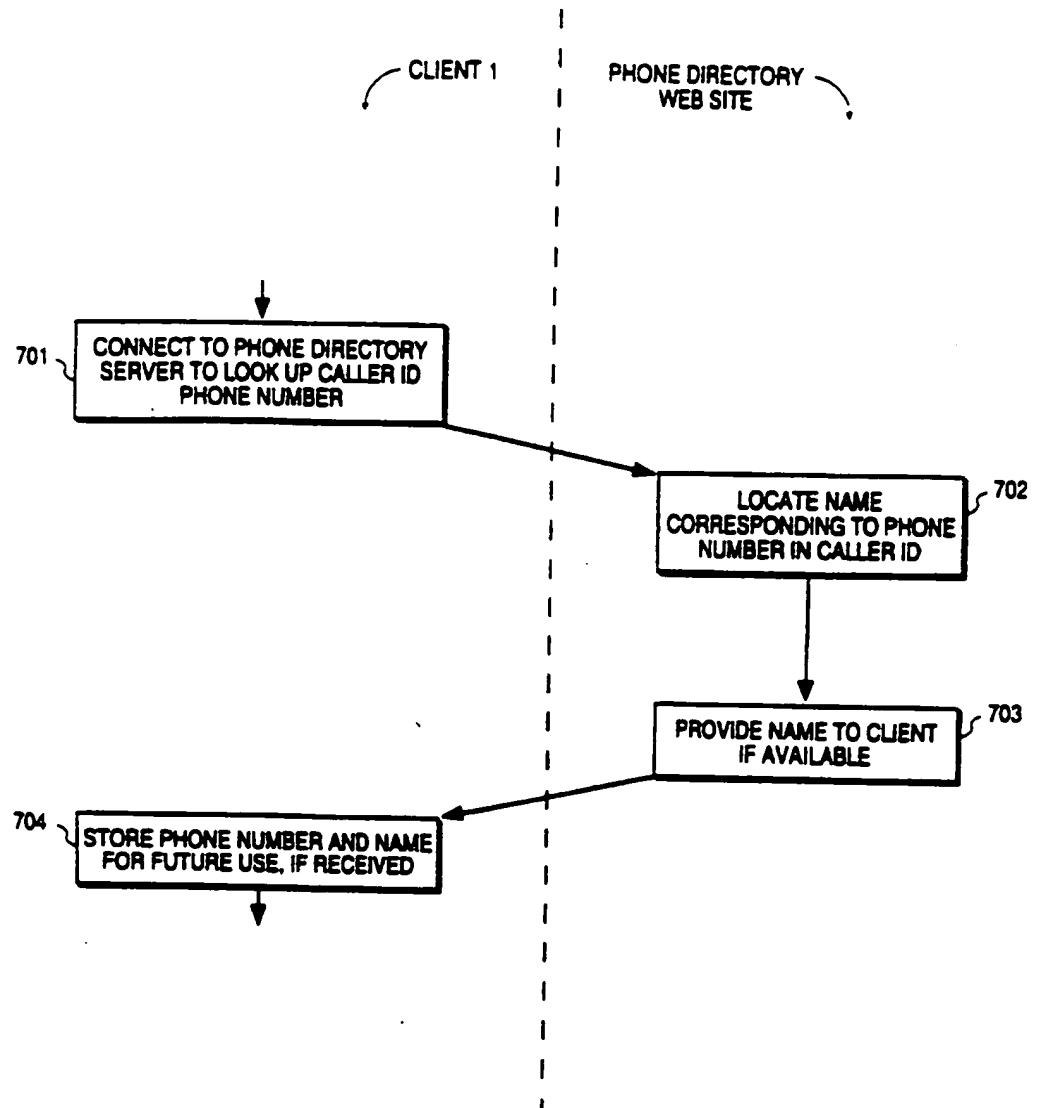 CLIENT 1
PHONE DIRECTORY
WEB SITE
701
CONNECT TO PHONE DIRECTORY
SERVER TO LOOK UP CALLER ID
PHONE NUMBER
702
LOCATE NAME
CORRESPONDING TO PHONE
NUMBER IN CALLER ID
703
PROVIDE NAME TO CLIENT
IF AVAILABLE
704
STORE PHONE NUMBER AND NAME
FOR FUTURE USE, IF RECEIVED